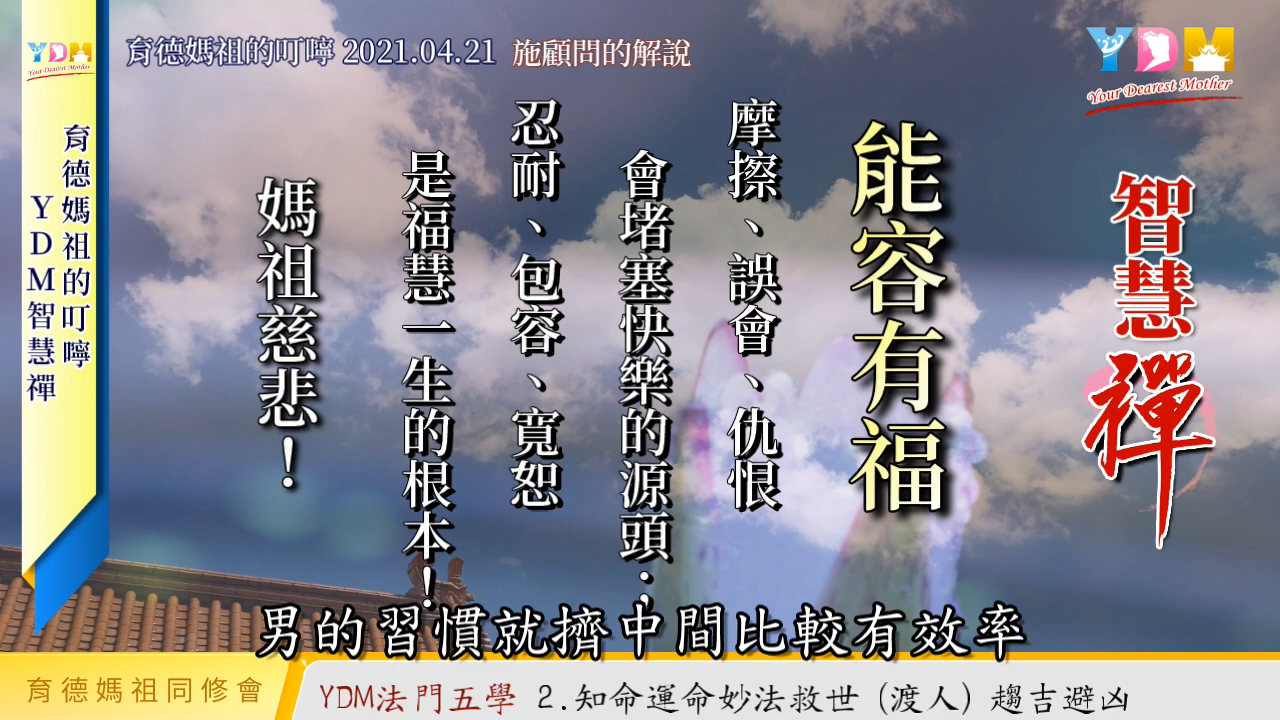 育德媽祖的叮嚀 2021.04.21 施顧問的解說
YDM
Your Dearest Mother
智慧禪
能容有福
摩擦、誤會、仇恨
會堵塞快樂的源頭；
忍耐、包容、寬恕
是福慧一生的根本！
媽祖慈悲！
YDM
Your Dearest Mother
育德媽祖的叮嚀
YDM智慧禪
男的習慣就擠中間比較有效率
育德媽祖同修會
YDM法門五學 2.知命運命妙法救世 (渡人) 趨吉避凶